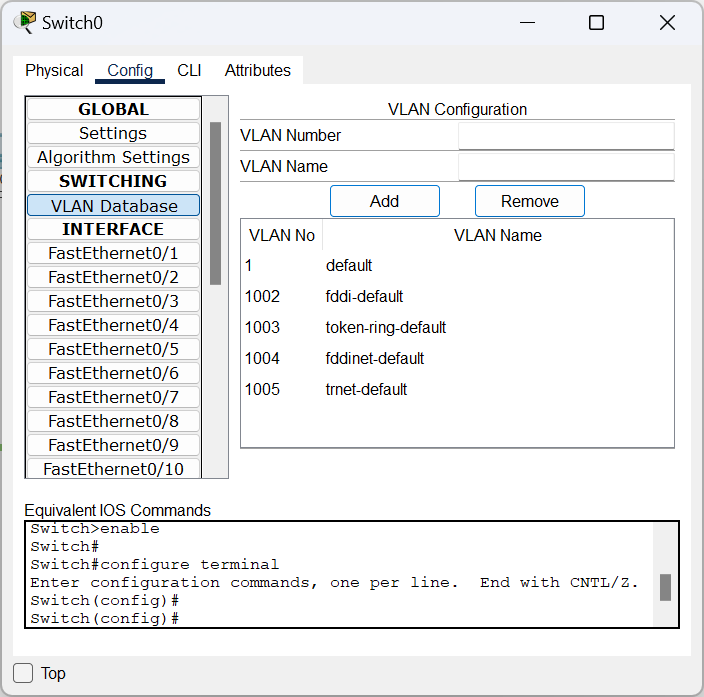 Switch0
Physical Config CLI Attributes
GLOBAL
Settings
Algorithm Settings
SWITCHING
VLAN Database
INTERFACE
FastEthernet0/1
FastEthernet0/2
FastEthernet0/3
FastEthernet0/4
FastEthernet0/5
FastEthernet0/6
FastEthernet0/7
FastEthernet0/8
FastEthernet0/9
FastEthernet0/10
VLAN Configuration
VLAN Number
VLAN Name
Add Remove
VLAN No VLAN Name
1 default
1002 fddi-default
1003 token-ring-default
1004 fddinet-default
1005 trnet-default
Equivalent IOS Commands
Switch>enable
Switch#
Switch#configure terminal
Enter configuration commands, one per line.  End with CNTL/Z.
Switch(config)#
Switch(config)#
Top